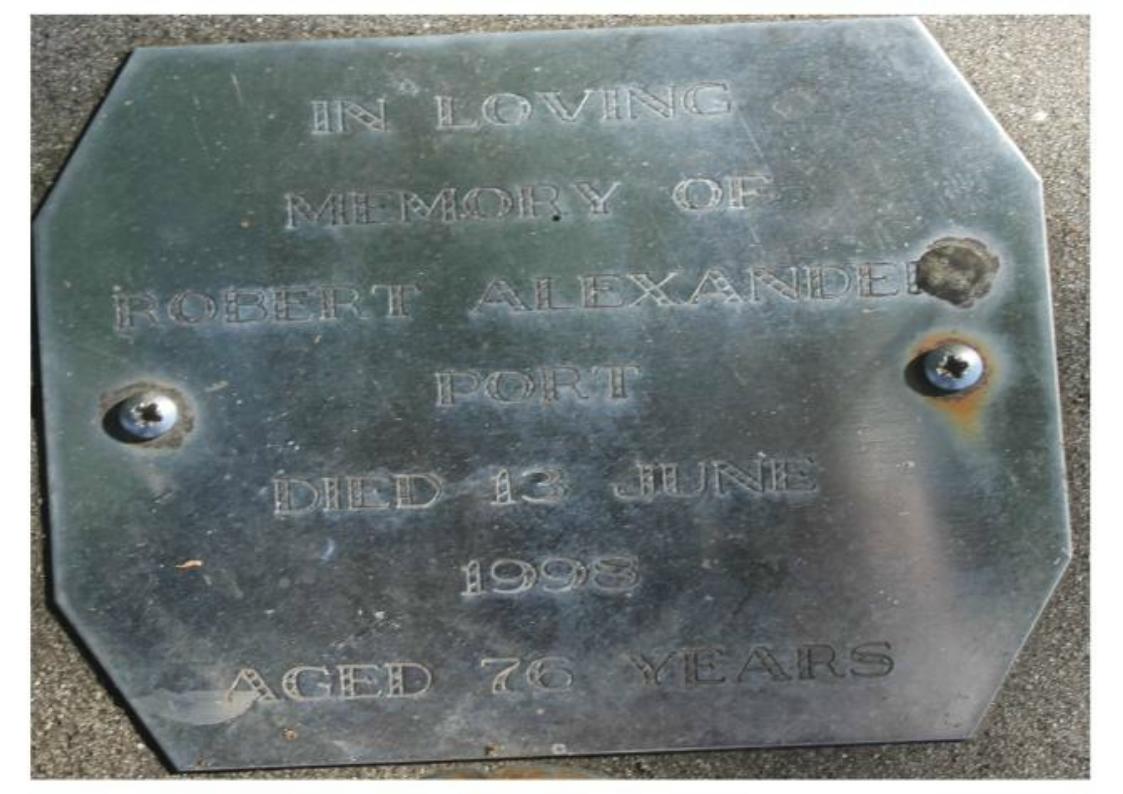 IN LOVING
MEMORY OF
ROBERT ALEXANDER
PORT
DIED 13 JUNE
1998
AGED 76 YEARS